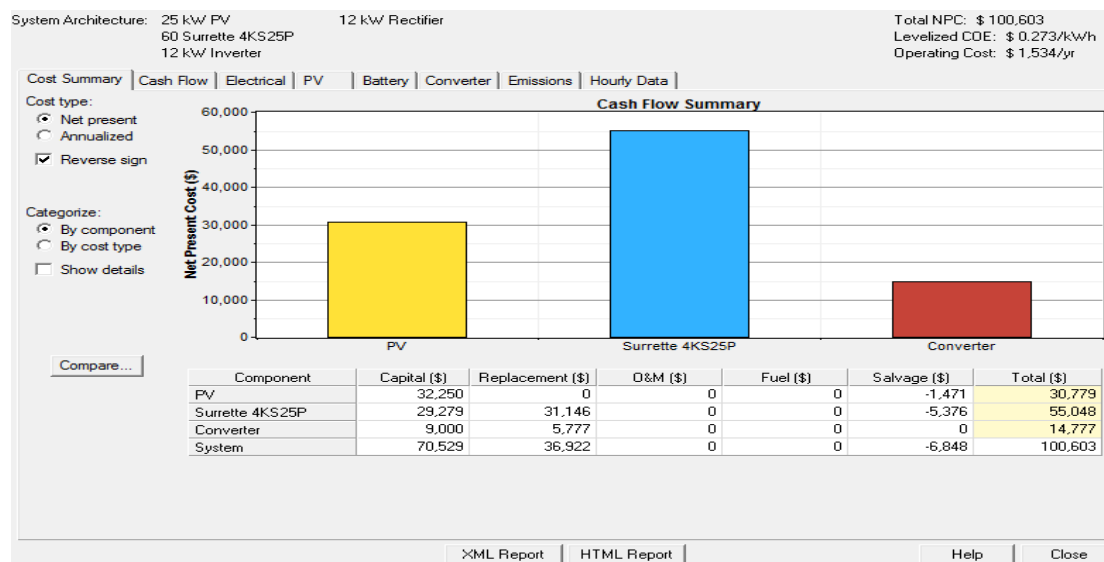 System Architecture: 25 kW PV 12 kW Rectifier Total NPC: $ 100,603
60 Surrette 4KS25P Levelized COE: $ 0.273/kWh
12 kW Inverter Operating Cost: $ 1,534/yr
Cost Summary Cash Flow Electrical PV Battery Converter Emissions Hourly Data
Cost type:
Net present
Annualized
Reverse sign
Categorize:
By component
By cost type
Show details
Compare...
Cash Flow Summary
Net Present Cost ($)
60,000
50,000
40,000
30,000
20,000
10,000
0
PV Surrette 4KS25P Converter
Component Capital ($) Replacement ($) O&M ($) Fuel ($) Salvage ($) Total ($)
PV 32,250 0 0 0 -1,471 30,779
Surrette 4KS25P 29,279 31,146 0 0 -5,376 55,048
Converter 9,000 5,777 0 0 0 14,777
System 70,529 36,922 0 0 -6,848 100,603
XML Report HTML Report Help Close